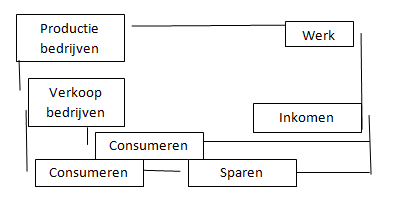 Productie
bedrijven
Werk
Verkoop
bedrijven
Inkomen
Consumeren
Consumeren
Sparen